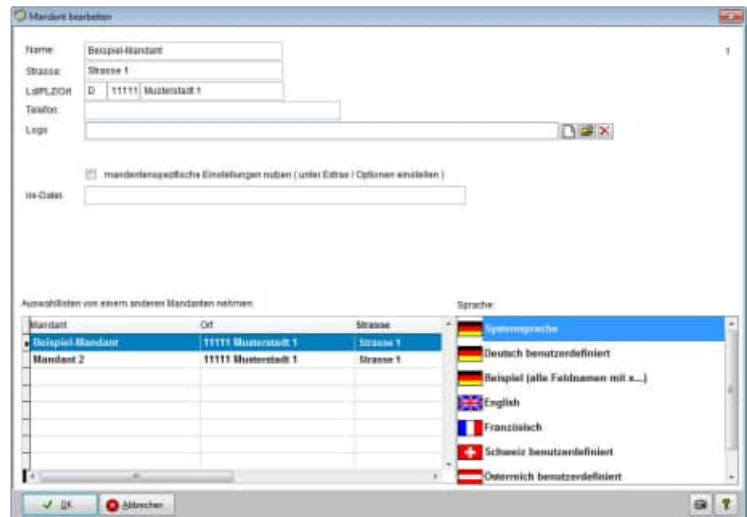 Mandant bearbeiten
Name: Beispiel-Mandant 1
Strasse: Strasse 1
Ld/PLZ/Ort D 11111 Musterstadt 1
Telefon:
Logo
mandantenspezifische Einstellungen nutzen ( unter Extras / Optionen einstellen )
Ini-Datei:
Auswahllisten von einem anderen Mandanten nehmen: Sprache:
Mandant Ort Strasse
Beispiel-Mandant 11111 Musterstadt 1 Strasse 1
Mandant 2 11111 Musterstadt 1 Strasse 1
Systemsprache
Deutsch benutzerdefiniert
Beispiel (alle Feldnamen mit x...)
English
Französisch
Schweiz benutzerdefiniert
Österreich benutzerdefiniert
OK Abbrechen ?